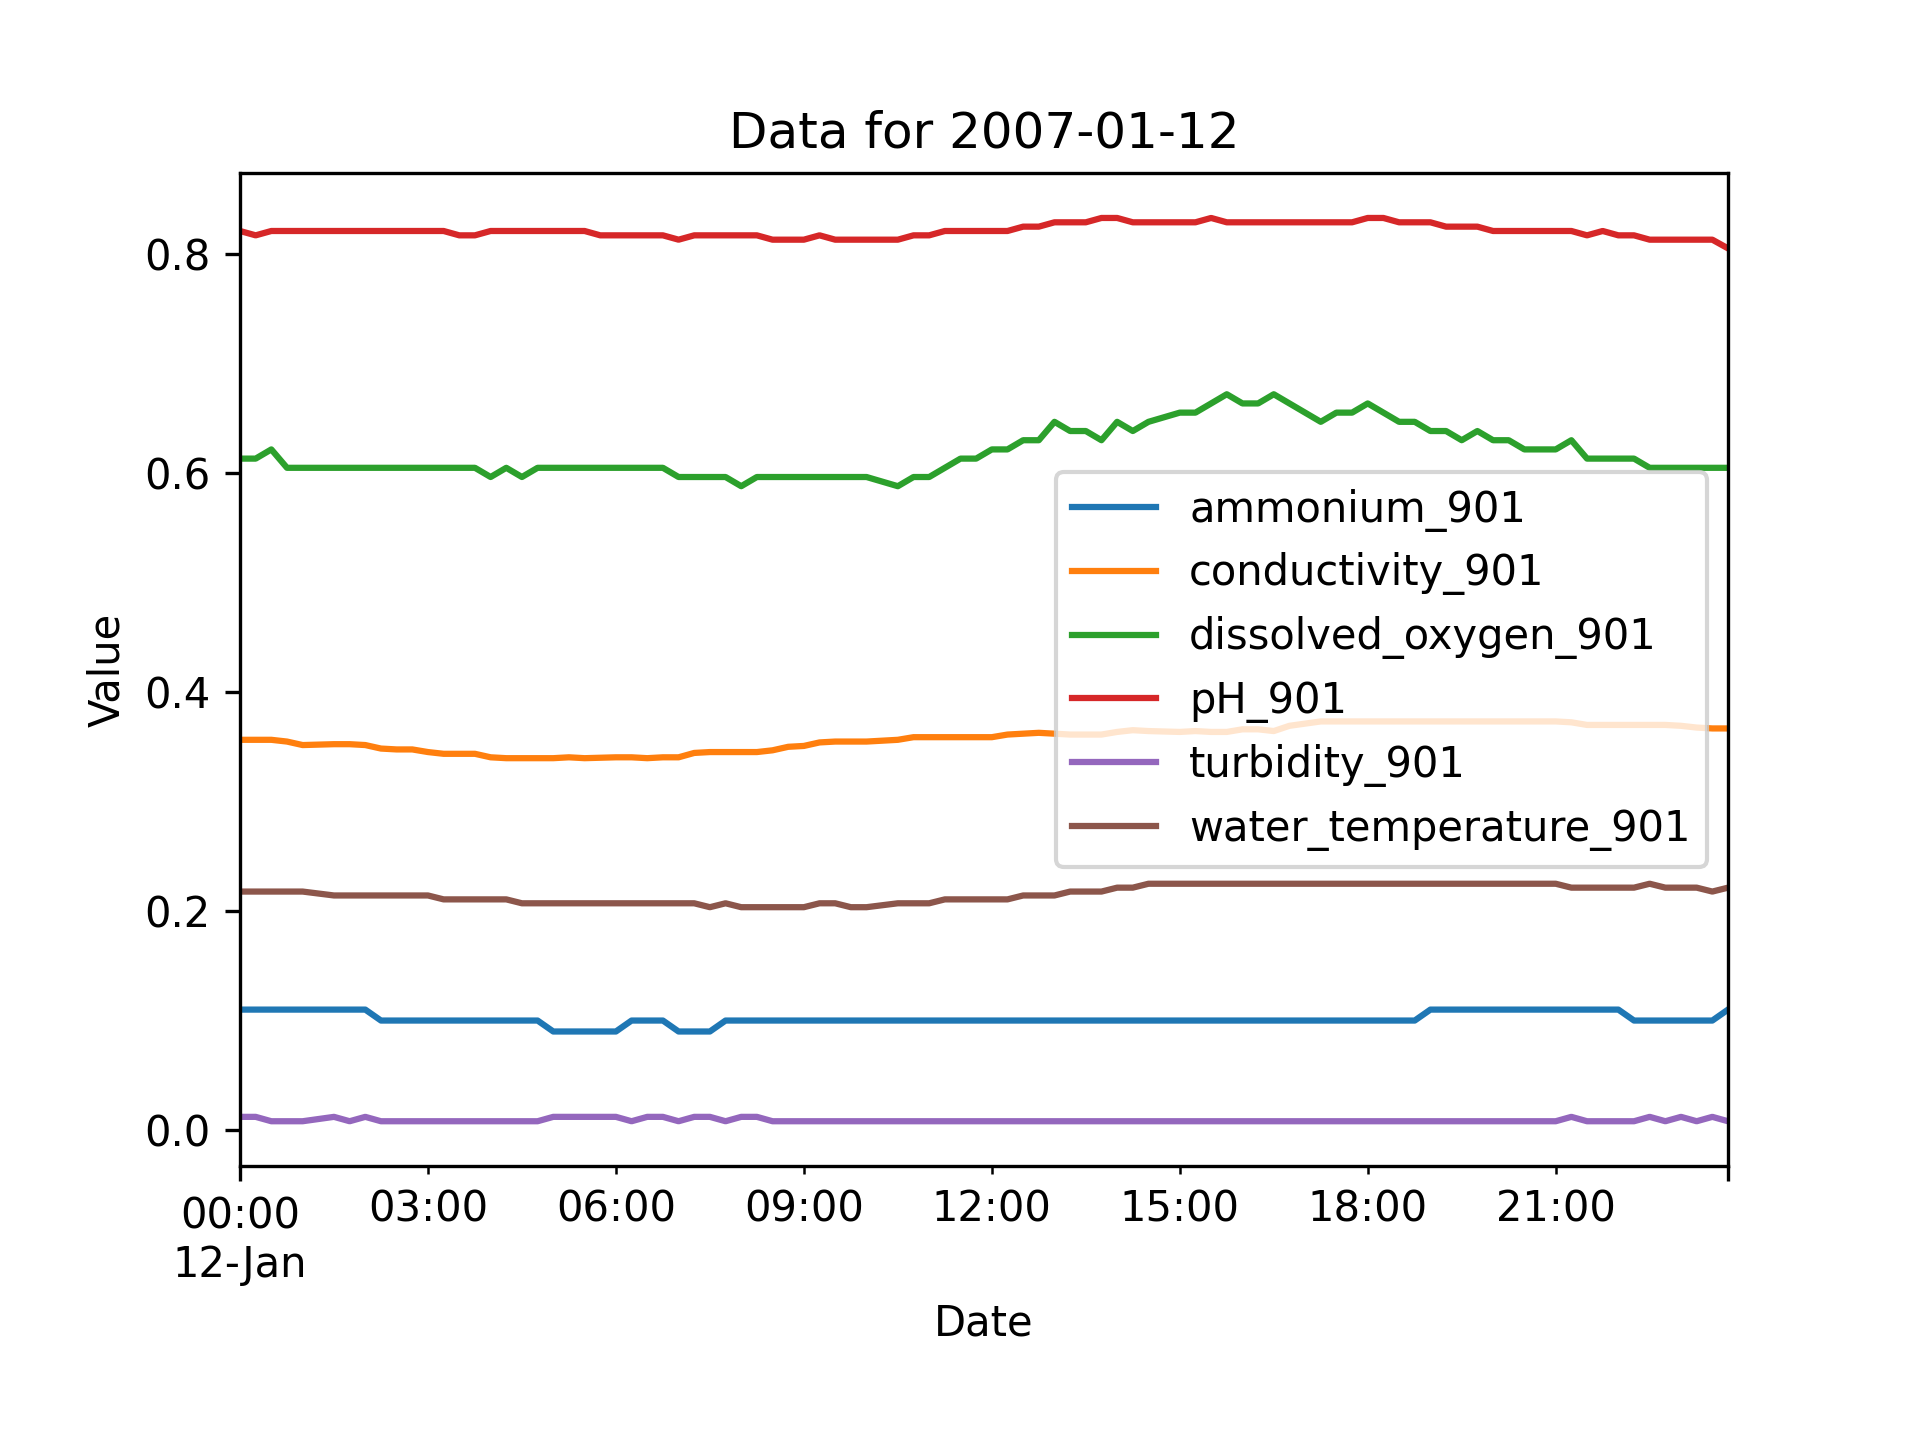 Data for 2007-01-12
Value
0.8
0.6
0.4
0.2
0.0
ammonium_901
conductivity_901
dissolved_oxygen_901
pH_901
turbidity_901
water_temperature_901
00:00 03:00 06:00 09:00 12:00 15:00 18:00 21:00
12-Jan
Date